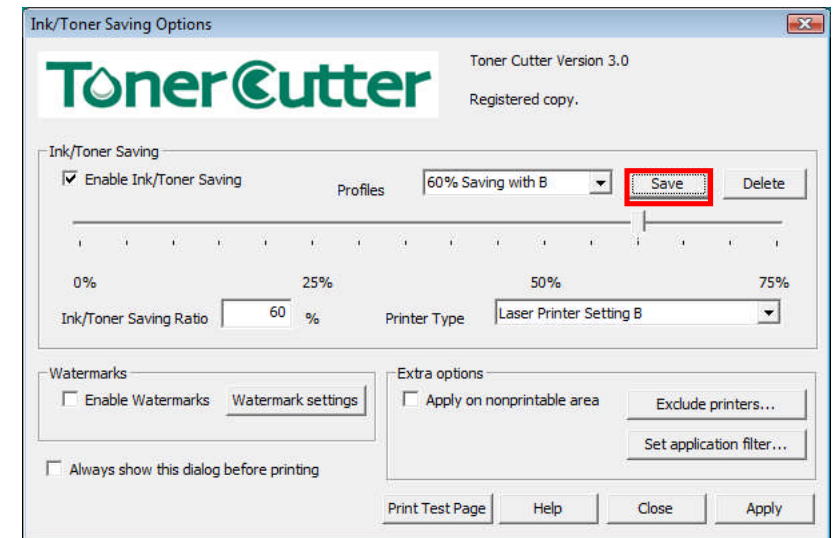 Ink/Toner Saving Options
Toner Cutter
Toner Cutter Version 3.0
Registered copy.
Ink/Toner Saving
Enable Ink/Toner Saving
Profiles
60% Saving with B
Save
Delete
0% 25% 50% 75%
Ink/Toner Saving Ratio 60 %
Printer Type Laser Printer Setting B
Watermarks
Enable Watermarks
Watermark settings
Extra options
Apply on nonprintable area
Exclude printers...
Set application filter...
Always show this dialog before printing
Print Test Page
Help
Close
Apply